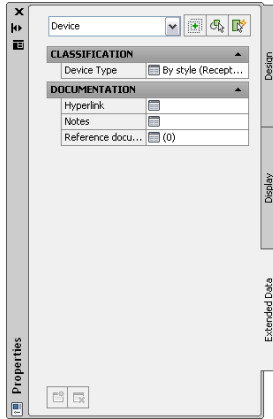 Device
CLASSIFICATION
Device Type
By style (Recept...
DOCUMENTATION
Hyperlink
Notes
Reference docu...
(0)
Design
Display
Extended Data
Properties